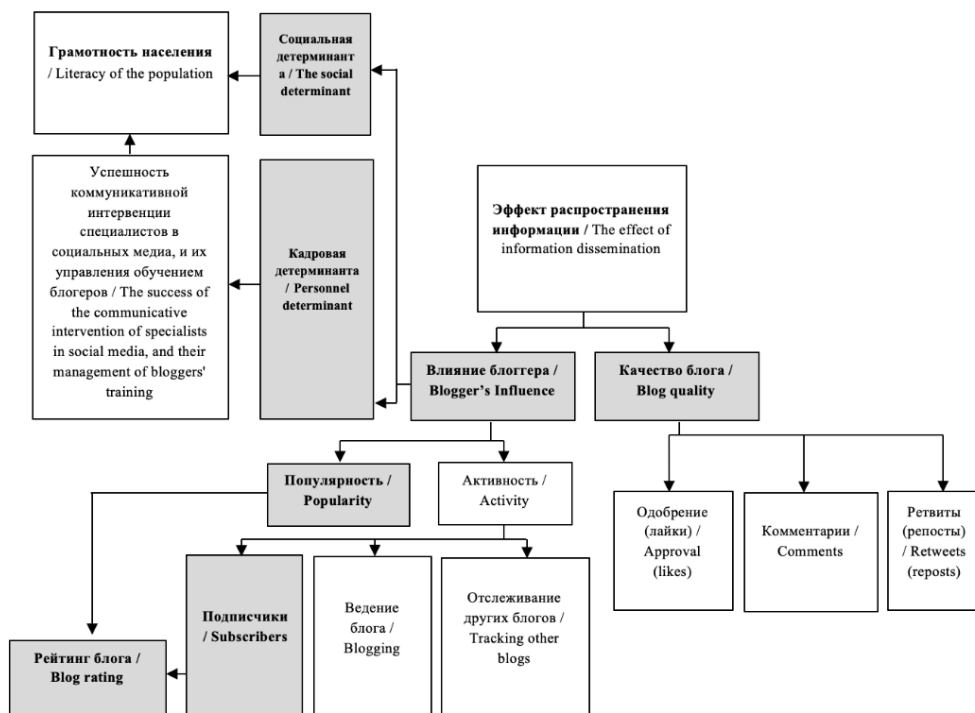 Грамотность населения
/ Literacy of the population
Социальная
детерминант
а / The social
determinant
Успешность
коммуникативной
интервенции
специалистов в
социальных медиа, и их
управления обучением
блогеров / The success of
the communicative
intervention of specialists
in social media, and their
management of bloggers'
training
Кадровая
детерминанта
/ Personnel
determinant
Эффект распространения
информации / The effect of
information dissemination
Влияние блоггера /
Blogger’s Influence
Качество блога /
Blog quality
Популярность /
Popularity
Активность /
Activity
Одобрение
(лайки) /
Approval
(likes)
Комментарии /
Comments
Ретвиты
(репосты)
/ Retweets
(reposts)
Подписчики
/ Subscribers
Ведение
блога /
Blogging
Отслеживание
других блогов /
Tracking other
blogs
Рейтинг блога /
Blog rating